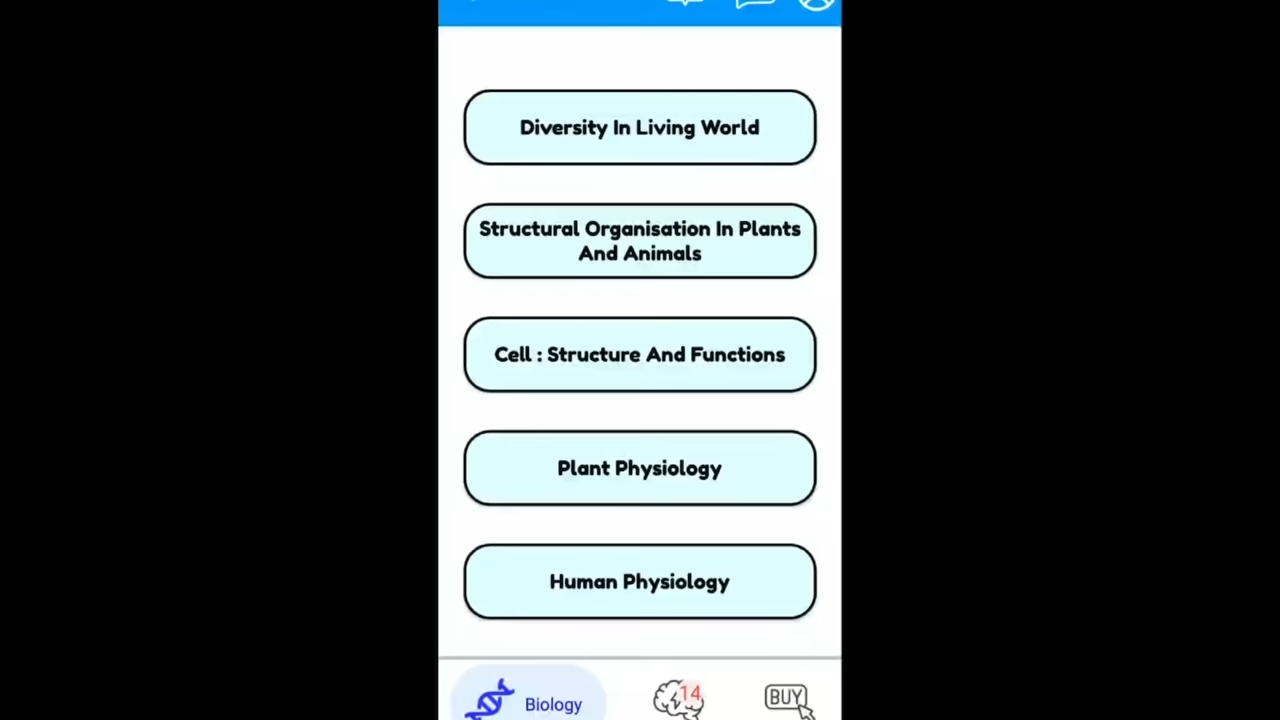 Diversity In Living World
Structural Organisation In Plants
And Animals
Cell : Structure And Functions
Plant Physiology
Human Physiology
Biology
14
BUY